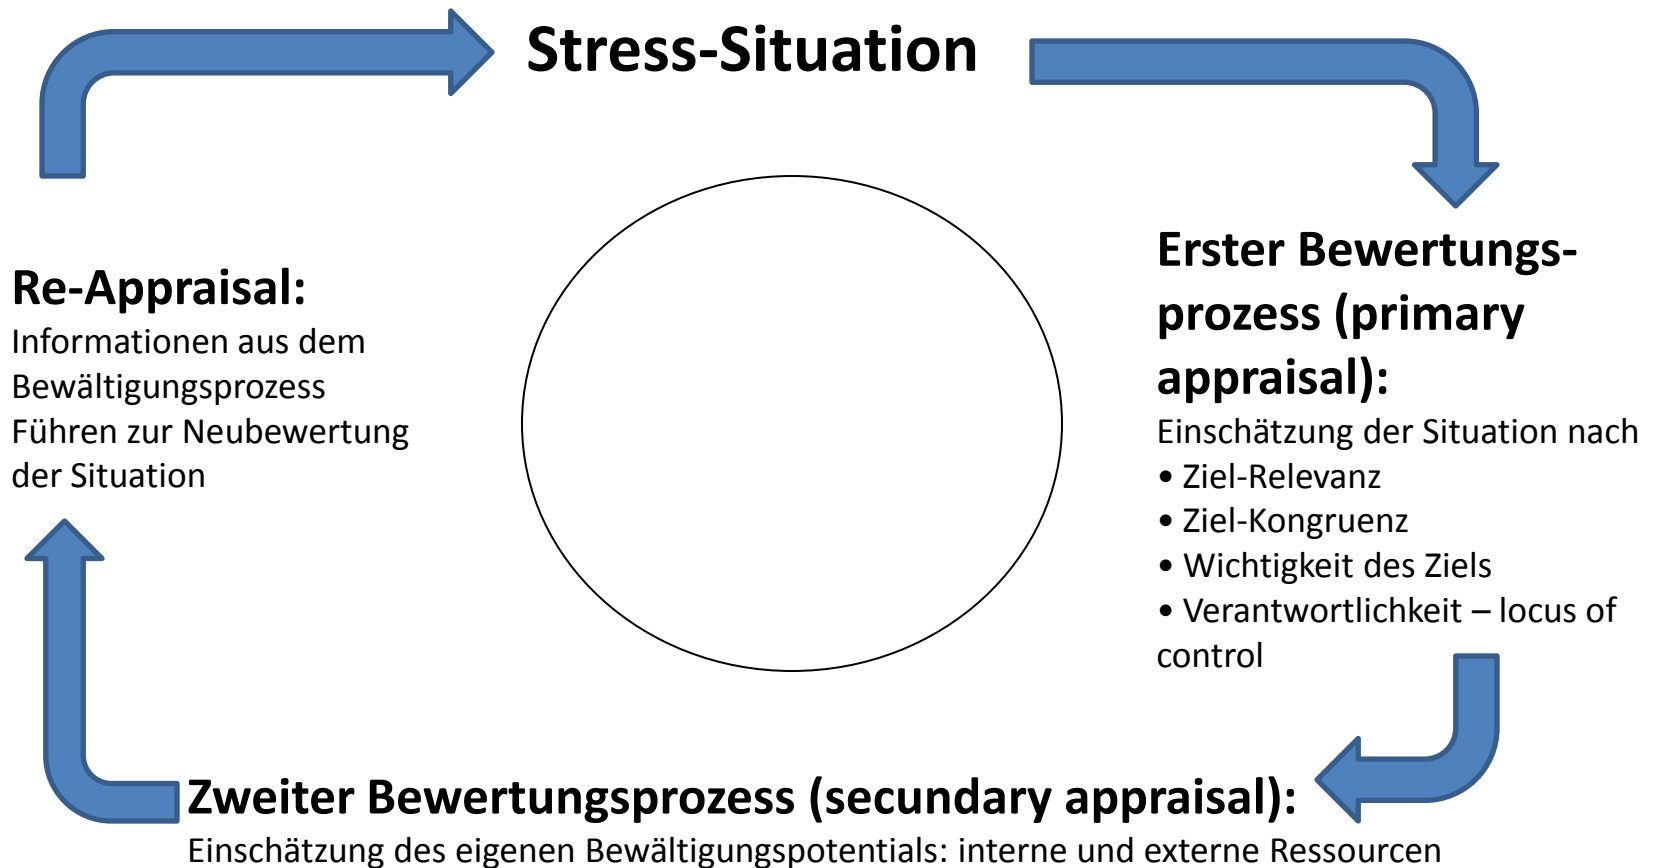 Stress-Situation
Erster Bewertungs-
prozess (primary
appraisal):
Einschätzung der Situation nach
• Ziel-Relevanz
• Ziel-Kongruenz
• Wichtigkeit des Ziels
• Verantwortlichkeit – locus of
control
Zweiter Bewertungsprozess (secundary appraisal):
Einschätzung des eigenen Bewältigungspotentials: interne und externe Ressourcen
Re-Appraisal:
Informationen aus dem
Bewältigungsprozess
Führen zur Neubewertung
der Situation